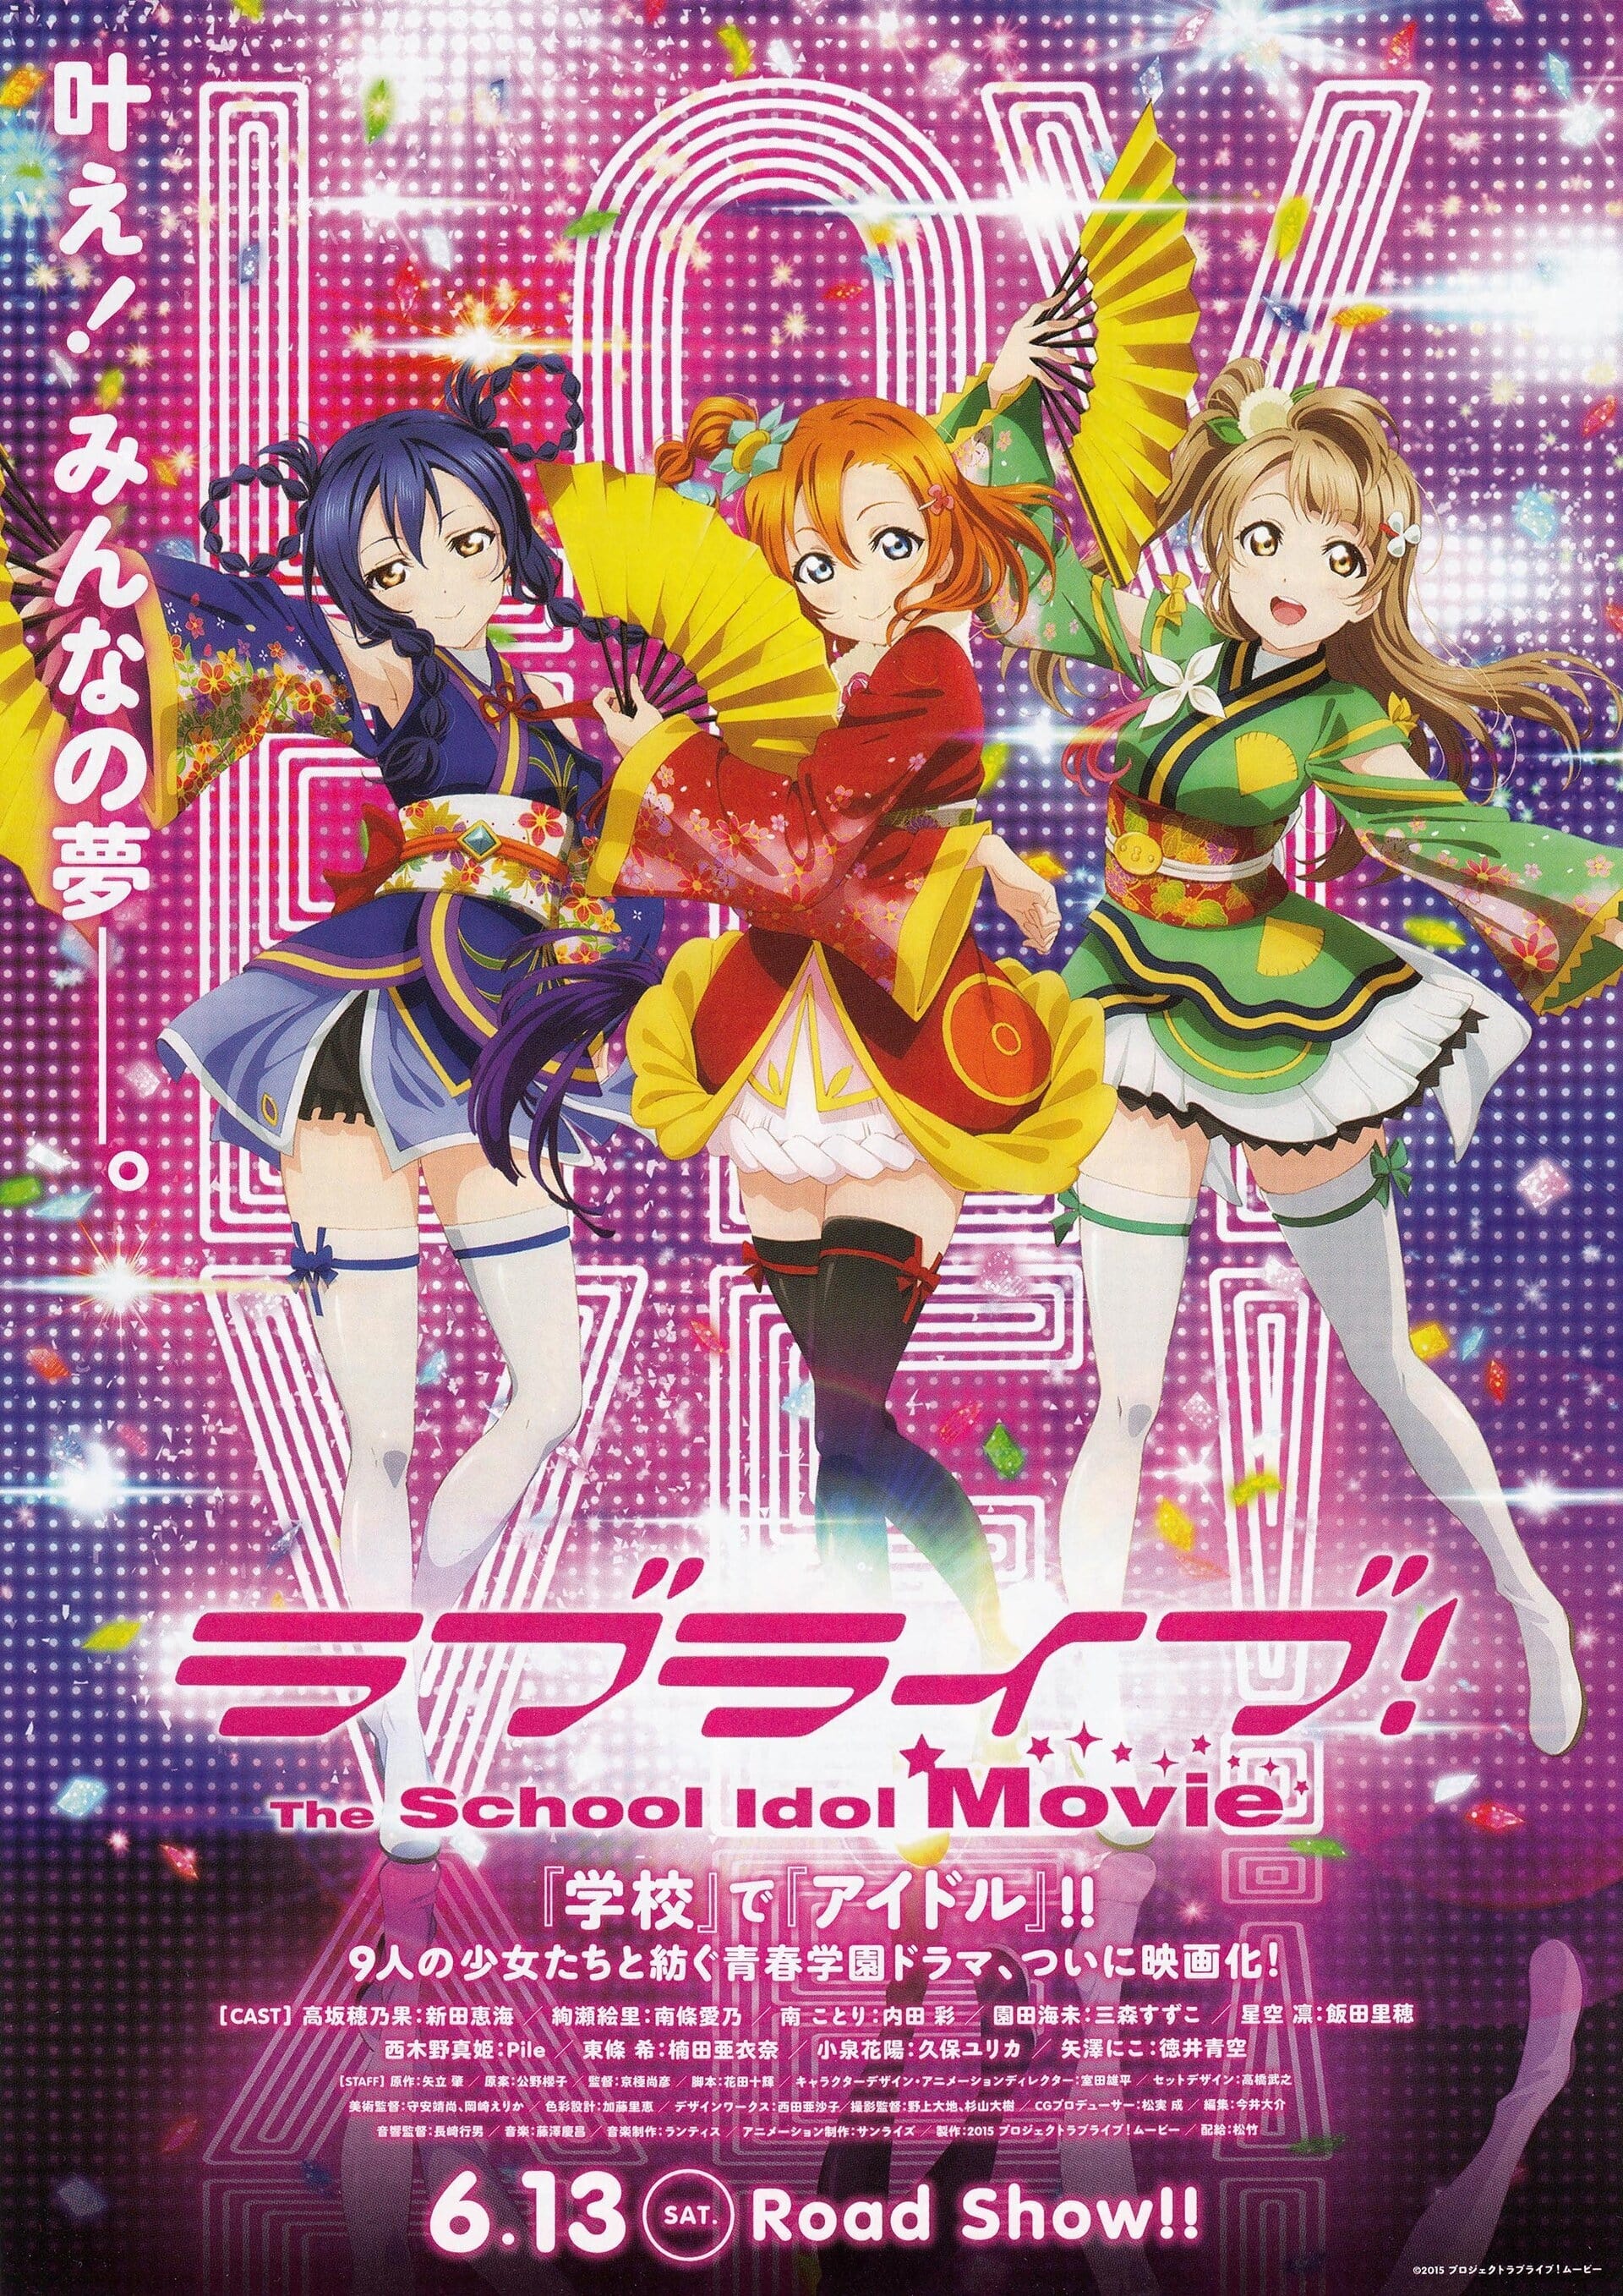 叶え！みんなの夢――。
LOVE
LIVE!
ラブライブ！
The School Idol Movie
『学校』で『アイドル』!!
9人の少女たちと紡ぐ青春学園ドラマ、ついに映画化！
［CAST］高坂穂乃果：新田恵海 ／ 絢瀬絵里：南條愛乃 ／ 南 ことり：内田 彩 ／ 園田海未：三森すずこ ／ 星空 凛：飯田里穂
西木野真姫：Pile ／ 東條 希：楠田亜衣奈 ／ 小泉花陽：久保ユリカ ／ 矢澤にこ：徳井青空
［STAFF］原作：矢立 肇 ／ 原案：公野櫻子 ／ 監督：京極尚彦 ／ 脚本：花田十輝 ／ キャラクターデザイン・アニメーションディレクター：室田雄平 ／ セットデザイン：高橋武之
美術監督：守安靖尚、岡崎えりか ／ 色彩設計：加藤里恵 ／ デザインワークス：西田亜沙子／ 撮影監督：野上大地、杉山大樹 ／ CGプロデューサー：松実 成 ／ 編集：今井大介
音響監督：長崎行男 ／ 音楽：藤澤慶昌 ／ 音楽制作：ランティス ／ アニメーション制作：サンライズ ／ 製作：2015 プロジェクトラブライブ！ムービー ／ 配給：松竹
6.13 SAT. Road Show!!
©2015 プロジェクトラブライブ！ムービー